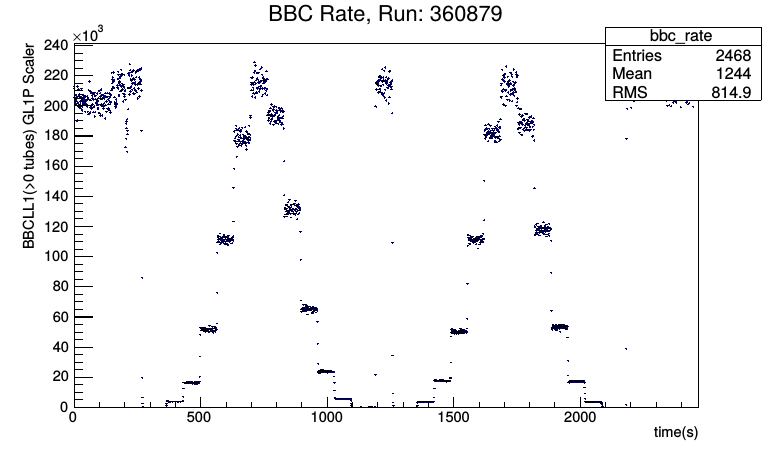 BBC Rate, Run: 360879
×10³
BBCLL1(>0 tubes) GL1P Scaler
240
220
200
180
160
140
120
100
80
60
40
20
0
0 500 1000 1500 2000
time(s)
bbc_rate
Entries 2468
Mean 1244
RMS 814.9